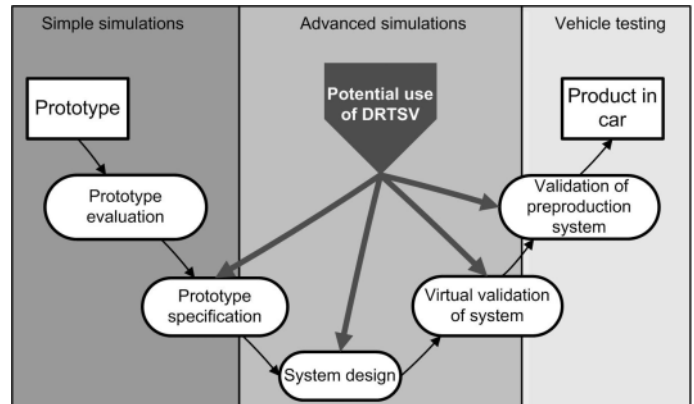 Simple simulations
Advanced simulations
Vehicle testing
Prototype
Potential use
of DRTSV
Product in
car
Prototype
evaluation
Validation of
preproduction
system
Prototype
specification
Virtual validation
of system
System design